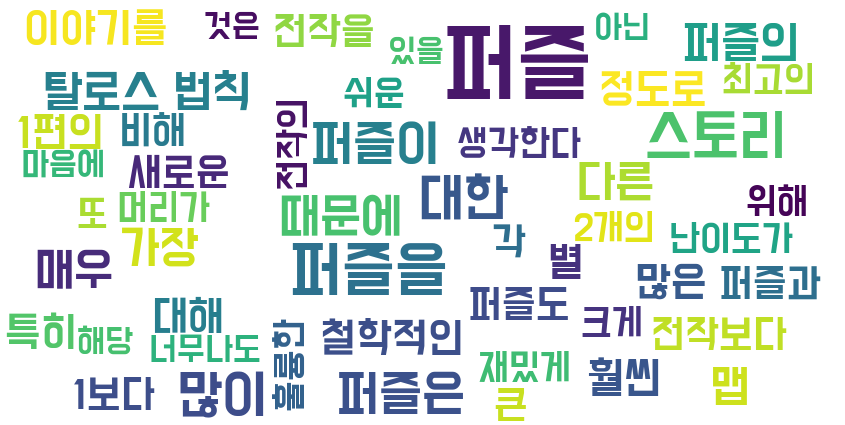 이야기를
것은
전작을
있을
퍼즐
아닌
퍼즐의
탈로스 법칙
쉬운
정도로
최고의
1편의
비해
전작인
퍼즐이
생각한다
스토리
마음에
새로운
때문에
대한
다른
위해
또
머리가
가장
각
2개의
난이도가
매우
퍼즐을
별
많은
퍼즐과
특히
해당
대해
너무나도
훌륭한
철학적인
퍼즐도
크게
전작보다
1보다
많이
퍼즐은
재밌게
큰
훨씬
맵